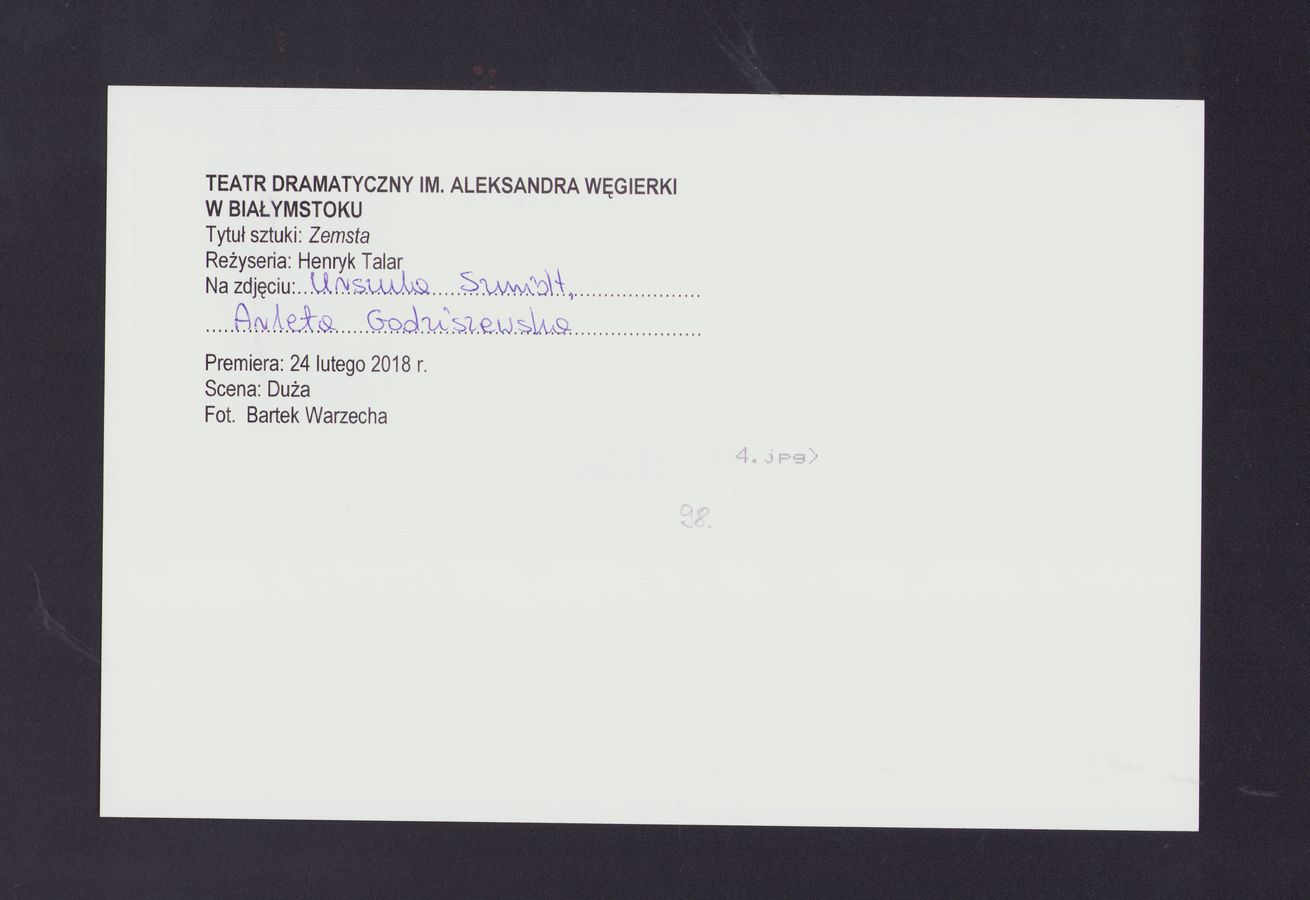 TEATR DRAMATYCZNY IM. ALEKSANDRA WĘGIERKI
W BIAŁYMSTOKU
Tytuł sztuki: Zemsta
Reżyseria: Henryk Talar
Na zdjęciu: Urszula Szmidt,
Arleta Godziszewska
Premiera: 24 lutego 2018 r.
Scena: Duża
Fot. Bartek Warzecha
4.jpg>
98.